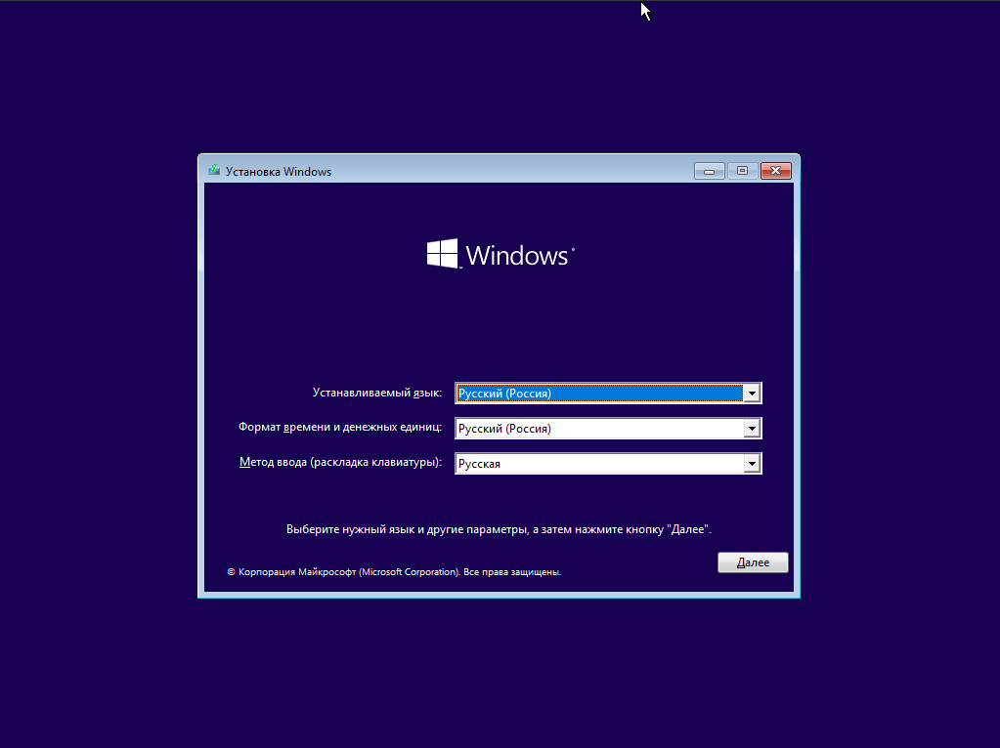 Установка Windows
Windows
Устанавливаемый язык: Русский (Россия)
Формат времени и денежных единиц: Русский (Россия)
Метод ввода (раскладка клавиатуры): Русская
Выберите нужный язык и другие параметры, а затем нажмите кнопку "Далее".
© Корпорация Майкрософт (Microsoft Corporation). Все права защищены.
Далее